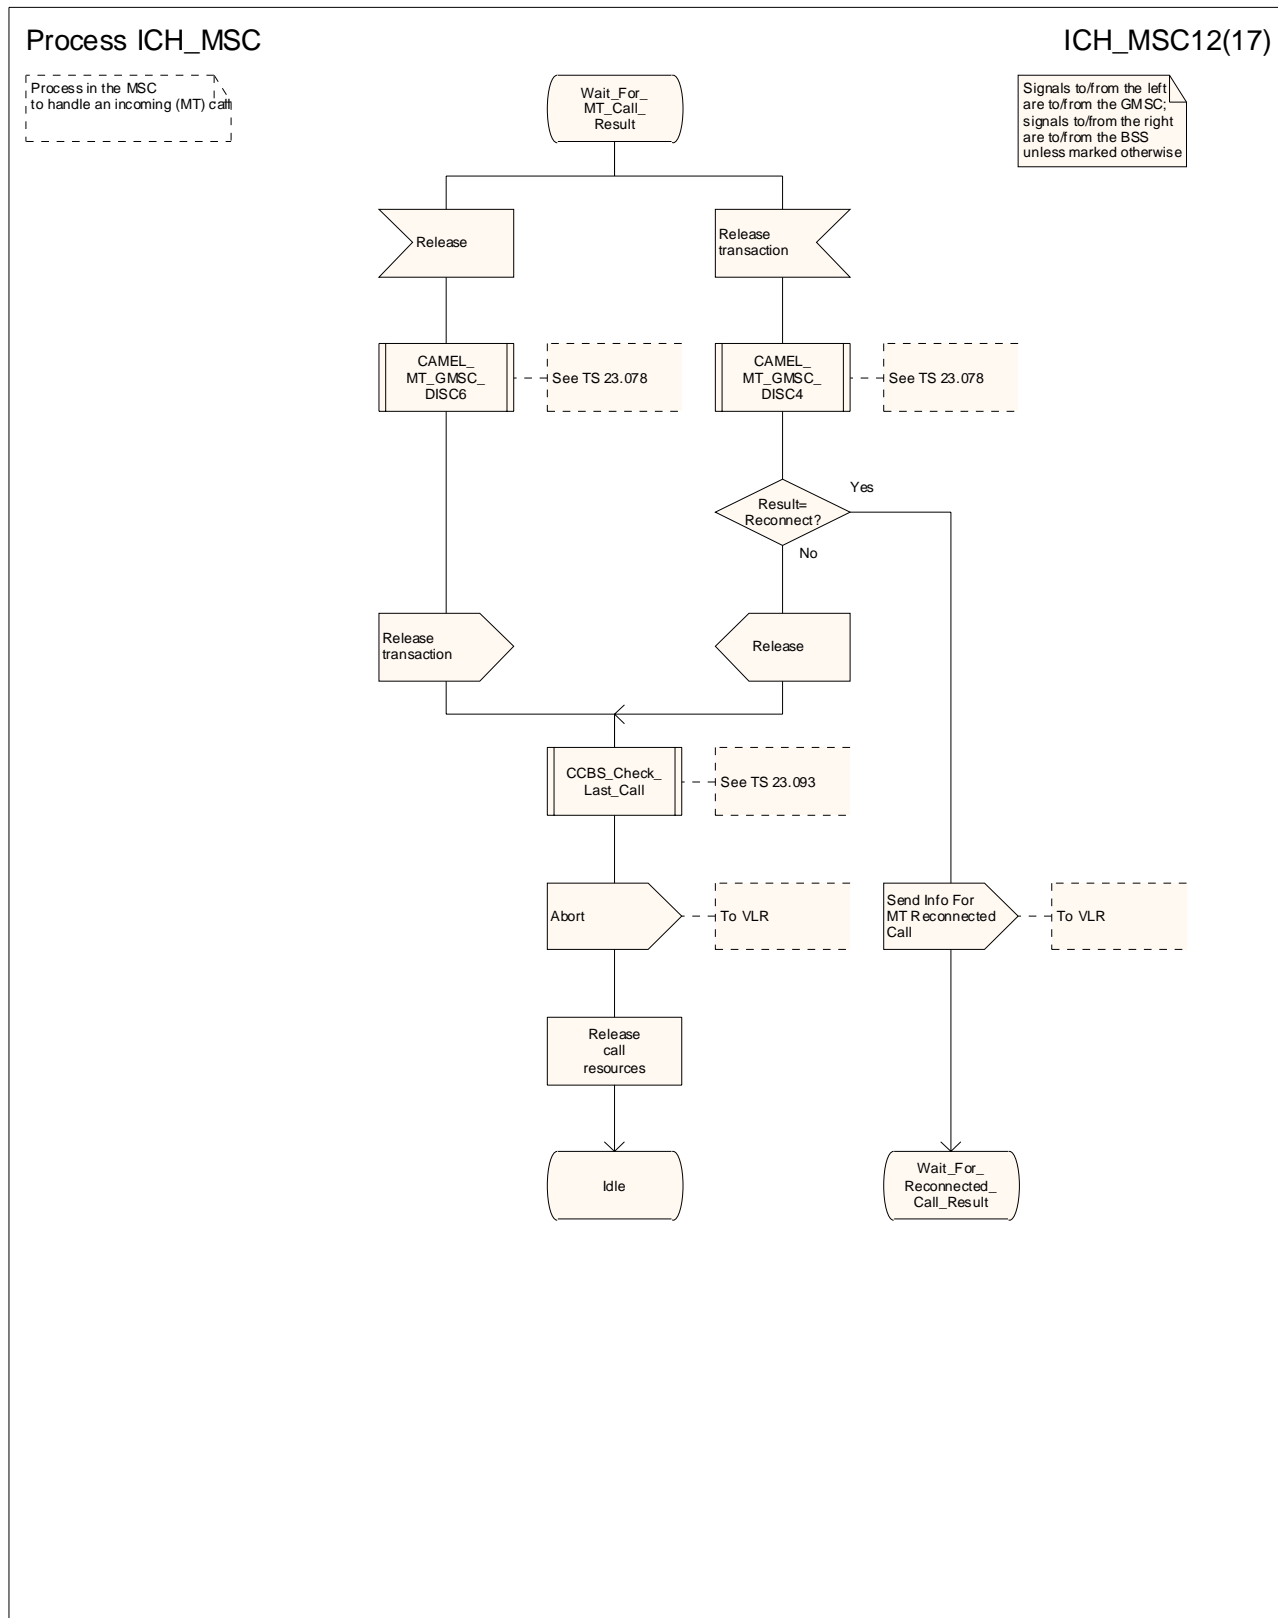 Process ICH_MSC
ICH_MSC12(17)
Process in the MSC
to handle an incoming (MT) call
Wait_For_
MT_Call_
Result
Signals to/from the left
are to/from the GMSC;
signals to/from the right
are to/from the BSS
unless marked otherwise
Release
Release
transaction
CAMEL_
MT_GMSC_
DISC6
See TS 23.078
CAMEL_
MT_GMSC_
DISC4
See TS 23.078
Result=
Reconnect?
Yes
No
Release
transaction
Release
CCBS_Check_
Last_Call
See TS 23.093
Abort
To VLR
Send Info For
MT Reconnected
Call
To VLR
Release
call
resources
Idle
Wait_For_
Reconnected_
Call_Result